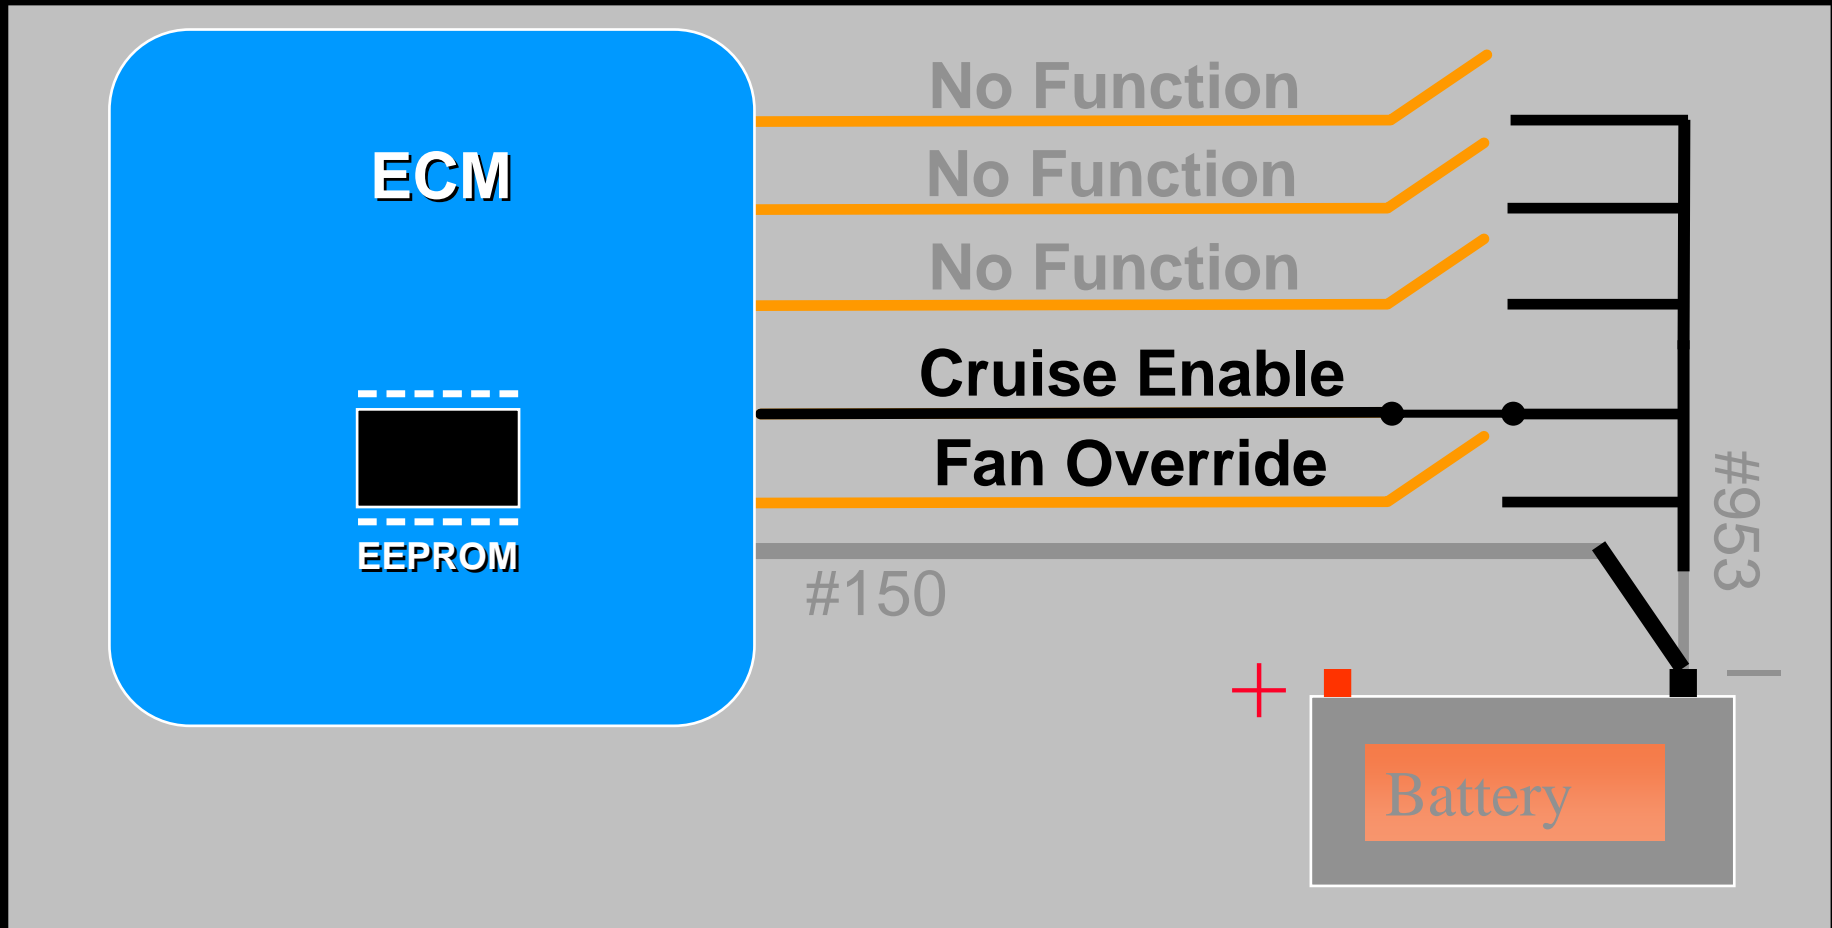 No Function
ECM
No Function
No Function
Cruise Enable
Fan Override
#953
EEPROM
#150
Battery